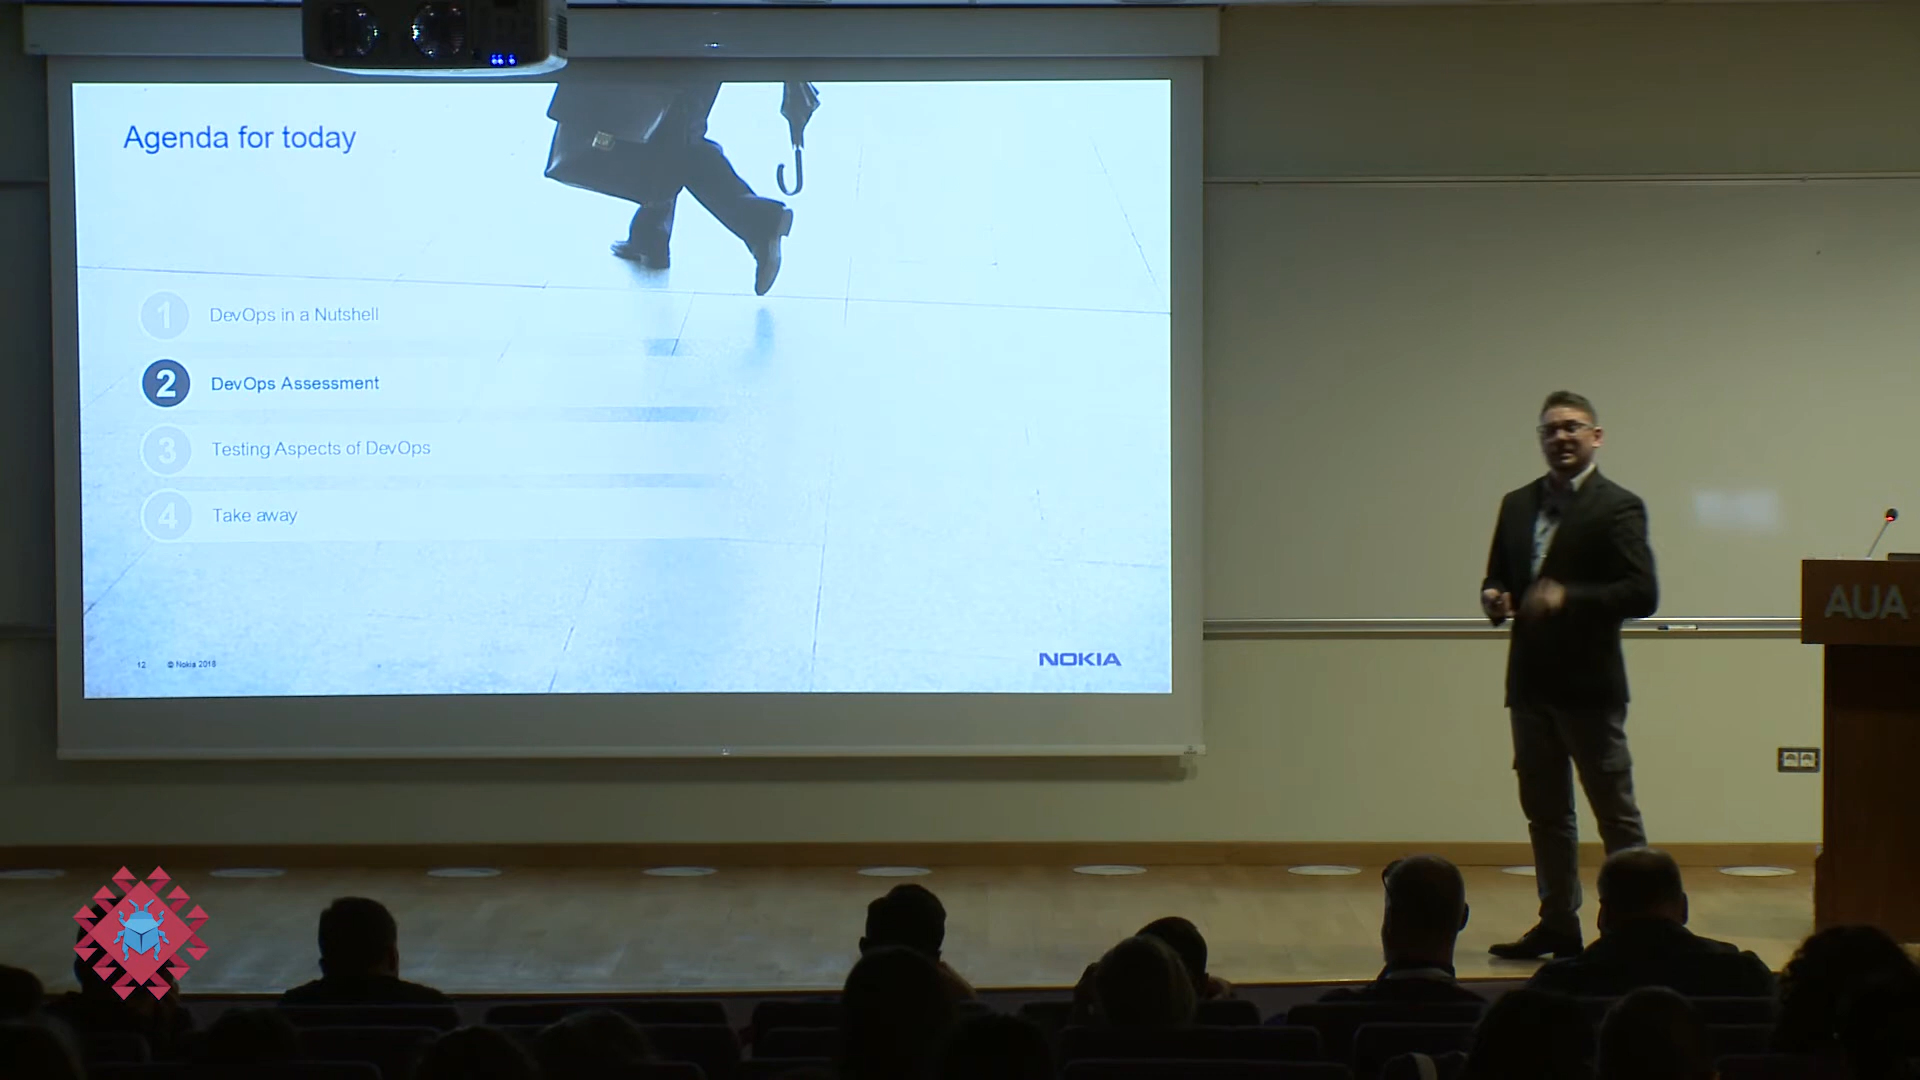 Agenda for today
1 DevOps in a Nutshell
2 DevOps Assessment
3 Testing Aspects of DevOps
4 Take away
12 © Nokia 2018
NOKIA
AUA